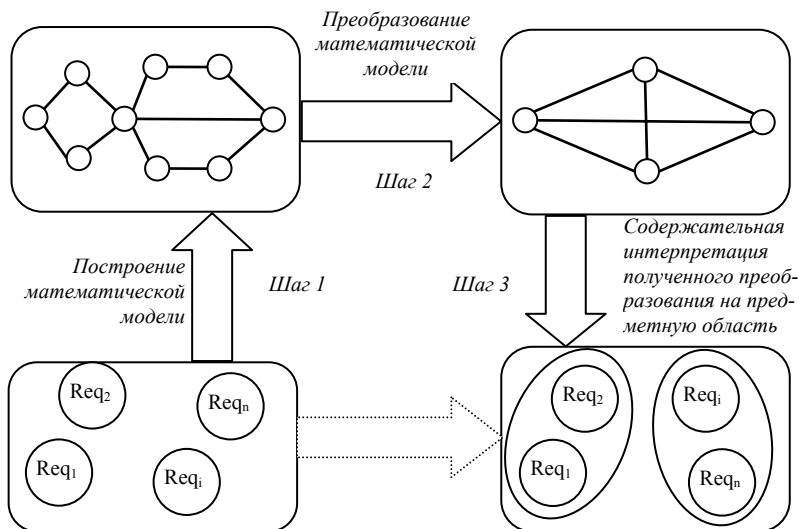 Преобразование
математической
модели
Шаг 2
Построение
математической
модели
Шаг 1
Шаг 3
Содержательная
интерпретация
полученного преоб-
разования на пред-
метную область
Req₂
Reqₙ
Req₁
Reqᵢ
Req₂
Reqᵢ
Req₁
Reqₙ